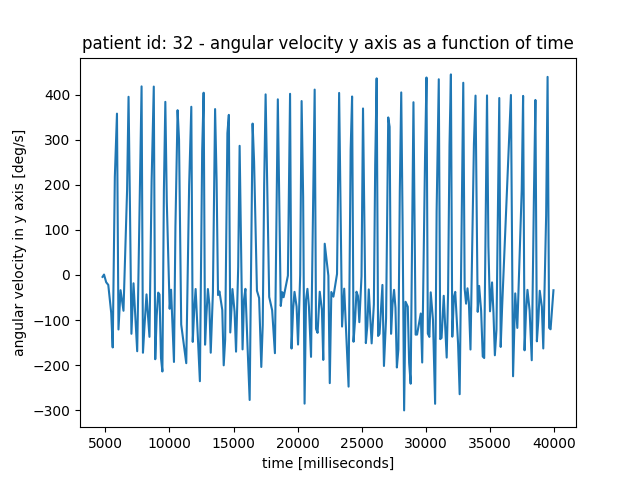 patient id: 32 - angular velocity y axis as a function of time
angular velocity in y axis [deg/s]
400
300
200
100
0
−100
−200
−300
5000 10000 15000 20000 25000 30000 35000 40000
time [milliseconds]